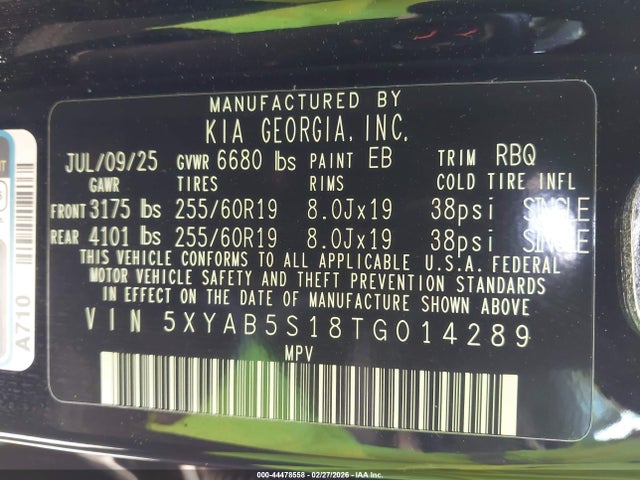 MANUFACTURED BY
KIA GEORGIA, INC.
JUL/09/25 GVWR 6680 lbs PAINT EB TRIM RBQ
GAWR TIRES RIMS COLD TIRE INFL
FRONT 3175 lbs 255/60R19 8.0Jx19 38psi SINGLE
REAR 4101 lbs 255/60R19 8.0Jx19 38psi SINGLE
THIS VEHICLE CONFORMS TO ALL APPLICABLE U.S.A. FEDERAL
MOTOR VEHICLE SAFETY AND THEFT PREVENTION STANDARDS
IN EFFECT ON THE DATE OF MANUFACTURE SHOWN ABOVE.
VIN 5XYAB5S18TG014289
MPV
A710
000-44478558 - 02/27/2026 - IAA Inc.